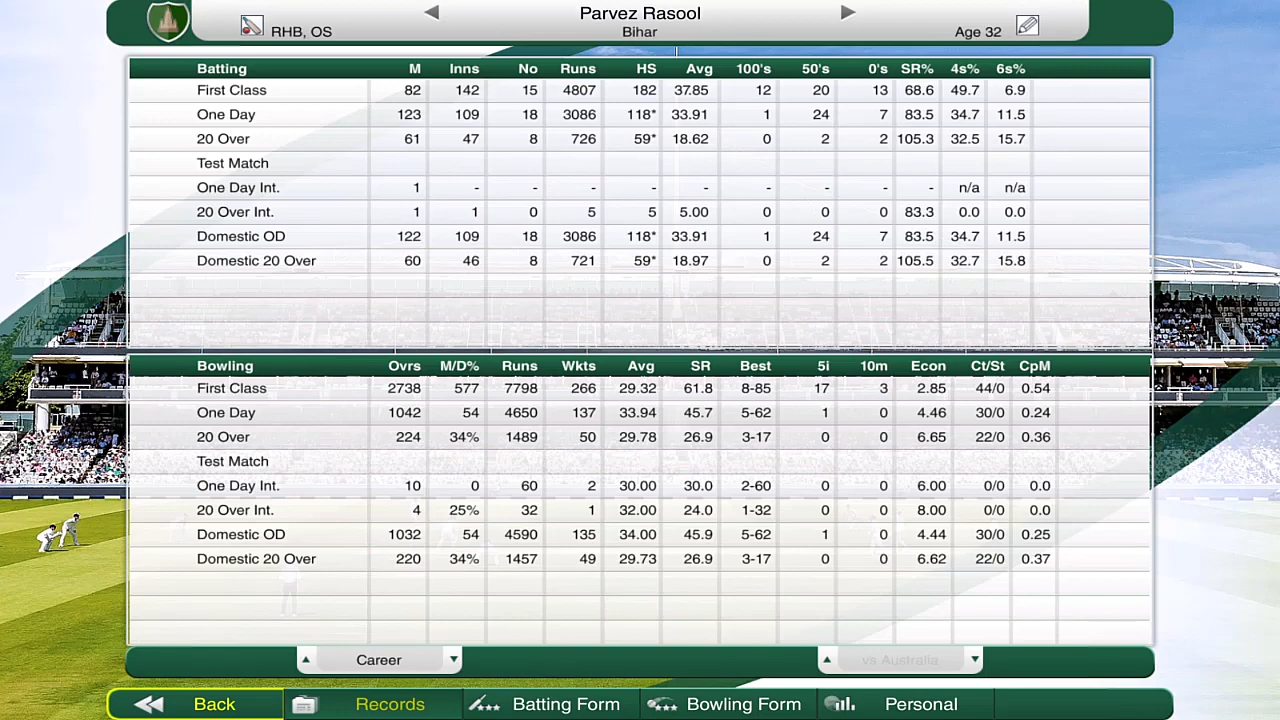 Parvez Rasool
RHB, OS Bihar Age 32
Batting M Inns No Runs HS Avg 100's 50's 0's SR% 4s% 6s%
First Class 82 142 15 4807 182 37.85 12 20 13 68.6 49.7 6.9
One Day 123 109 18 3086 118* 33.91 1 24 7 83.5 34.7 11.5
20 Over 61 47 8 726 59* 18.62 0 2 2 105.3 32.5 15.7
Test Match
One Day Int. 1 - - - - - - - - - n/a n/a
20 Over Int. 1 1 0 5 5 5.00 0 0 0 83.3 0.0 0.0
Domestic OD 122 109 18 3086 118* 33.91 1 24 7 83.5 34.7 11.5
Domestic 20 Over 60 46 8 721 59* 18.97 0 2 2 105.5 32.7 15.8
Bowling Ovrs M/D% Runs Wkts Avg SR Best 5i 10m Econ Ct/St CpM
First Class 2738 577 7798 266 29.32 61.8 8-85 17 3 2.85 44/0 0.54
One Day 1042 54 4650 137 33.94 45.7 5-62 1 0 4.46 30/0 0.24
20 Over 224 34% 1489 50 29.78 26.9 3-17 0 0 6.65 22/0 0.36
Test Match
One Day Int. 10 0 60 2 30.00 30.0 2-60 0 0 6.00 0/0 0.0
20 Over Int. 4 25% 32 1 32.00 24.0 1-32 0 0 8.00 0/0 0.0
Domestic OD 1032 54 4590 135 34.00 45.9 5-62 1 0 4.44 30/0 0.25
Domestic 20 Over 220 34% 1457 49 29.73 26.9 3-17 0 0 6.62 22/0 0.37
Career vs Australia
Back Records Batting Form Bowling Form Personal